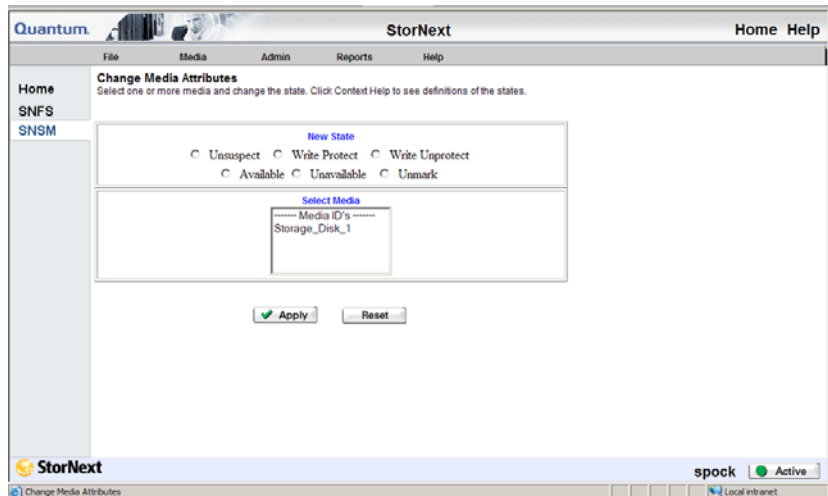 Quantum. StorNext Home Help
File Media Admin Reports Help
Home
SNFS
SNSM
Change Media Attributes
Select one or more media and change the state. Click Context Help to see definitions of the states.
New State
Unsuspect Write Protect Write Unprotect
Available Unavailable Unmark
Select Media
------- Media ID's -------
Storage_Disk_1
Apply Reset
StorNext spock Active
Change Media Attributes Local intranet